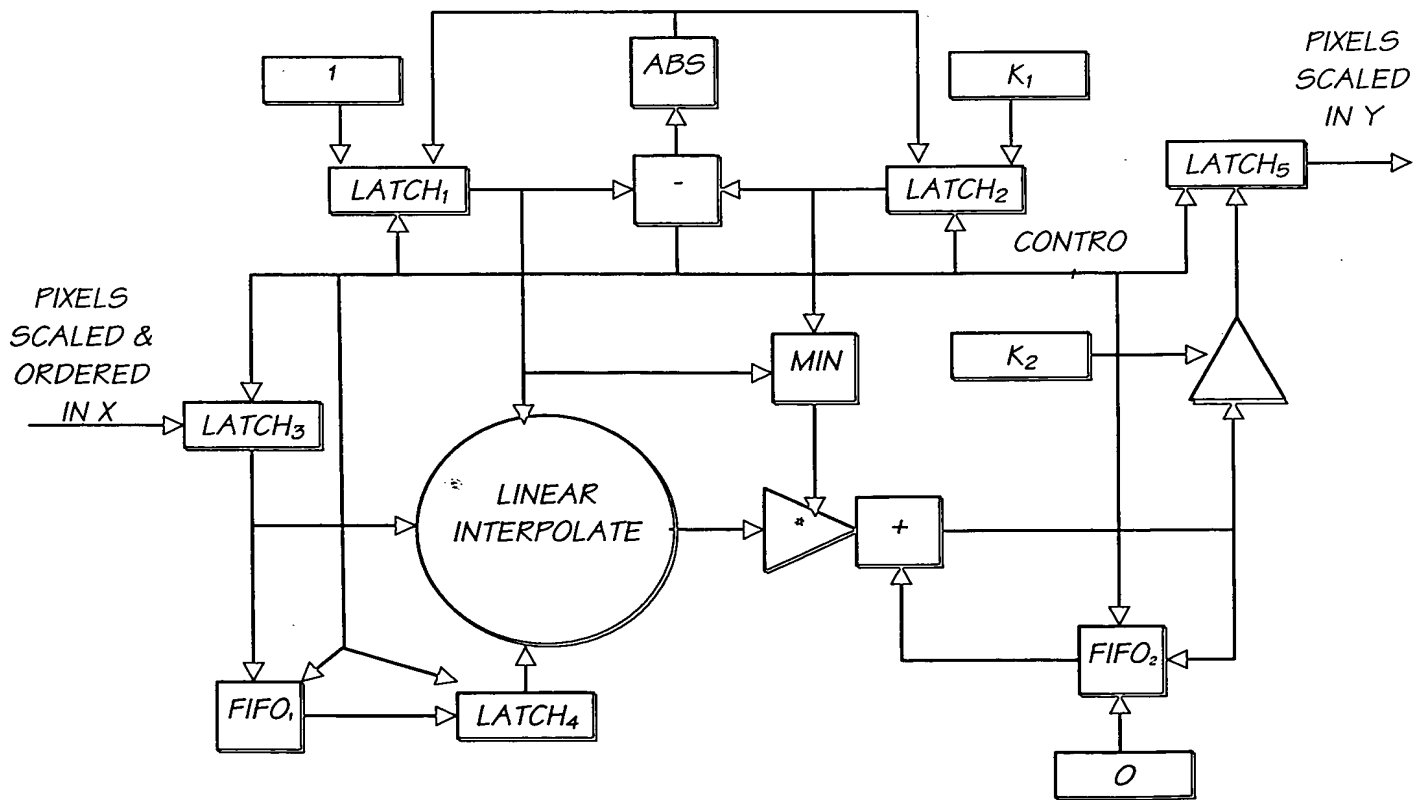 1
ABS
K₁
PIXELS
SCALED
IN Y
LATCH₁
-
LATCH₂
LATCH₅
CONTRO
PIXELS
SCALED &
ORDERED
IN X
MIN
K₂
LATCH₃
LINEAR
INTERPOLATE
*
+
FIFO₁
LATCH₄
FIFO₂
0